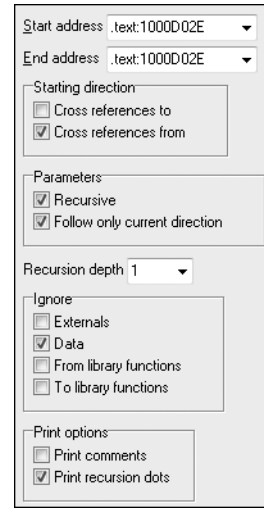 Start address .text:1000D02E
End address .text:1000D02E
Starting direction
Cross references to
Cross references from
Parameters
Recursive
Follow only current direction
Recursion depth 1
Ignore
Externals
Data
From library functions
To library functions
Print options
Print comments
Print recursion dots